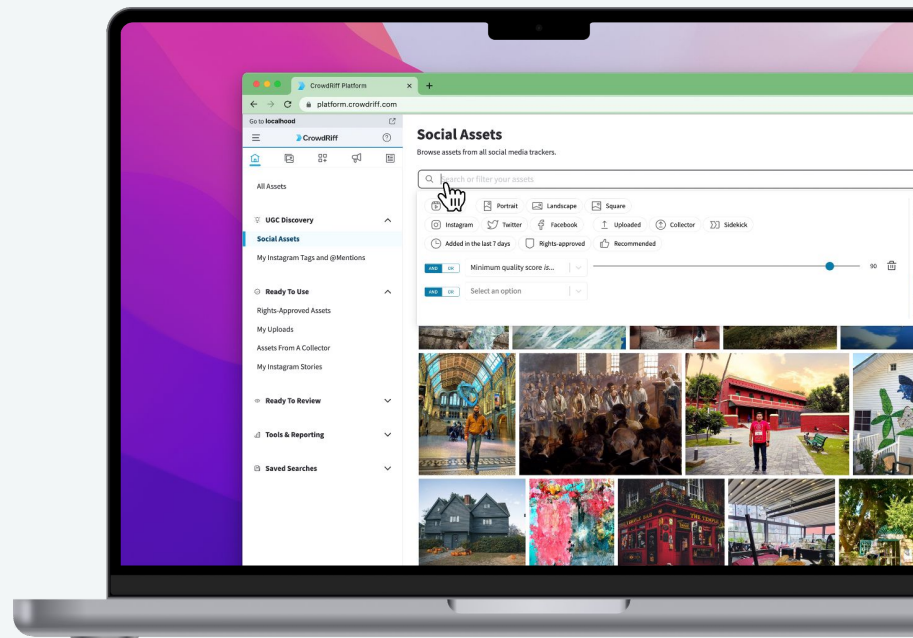 CrowdRiff Platform
platform.crowdriff.com
Go to localhood
CrowdRiff
All Assets
UGC Discovery
Social Assets
My Instagram Tags and @Mentions
Ready To Use
Rights-Approved Assets
My Uploads
Assets From A Collector
My Instagram Stories
Ready To Review
Tools & Reporting
Saved Searches
Social Assets
Browse assets from all social media trackers.
Search or filter your assets.
Portrait Landscape Square
Instagram Twitter Facebook Uploaded Collector Sidekick
Added in the last 7 days Rights-approved Recommended
AND OR Minimum quality score is... 90
AND OR Select an option
THE TEMPLE